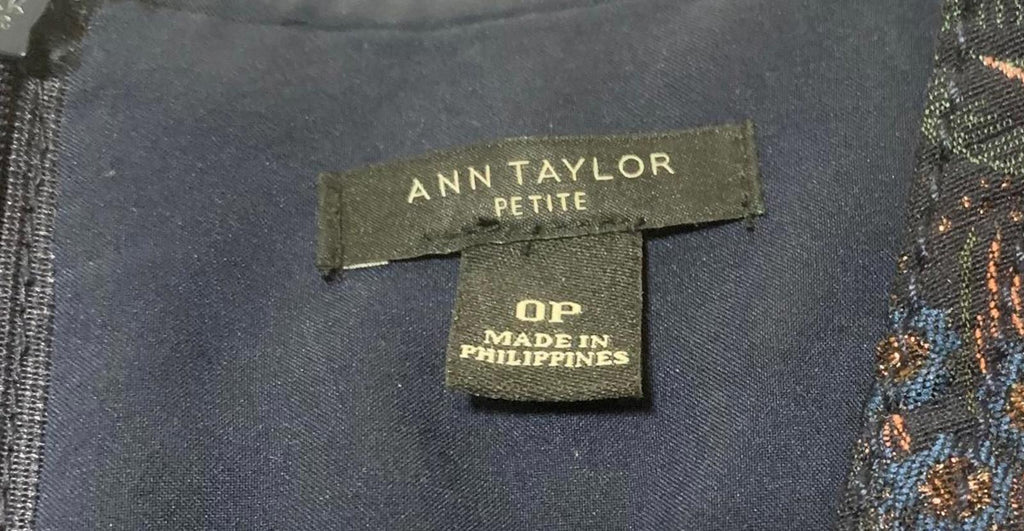 ANN TAYLOR
PETITE
0P
MADE IN
PHILIPPINES